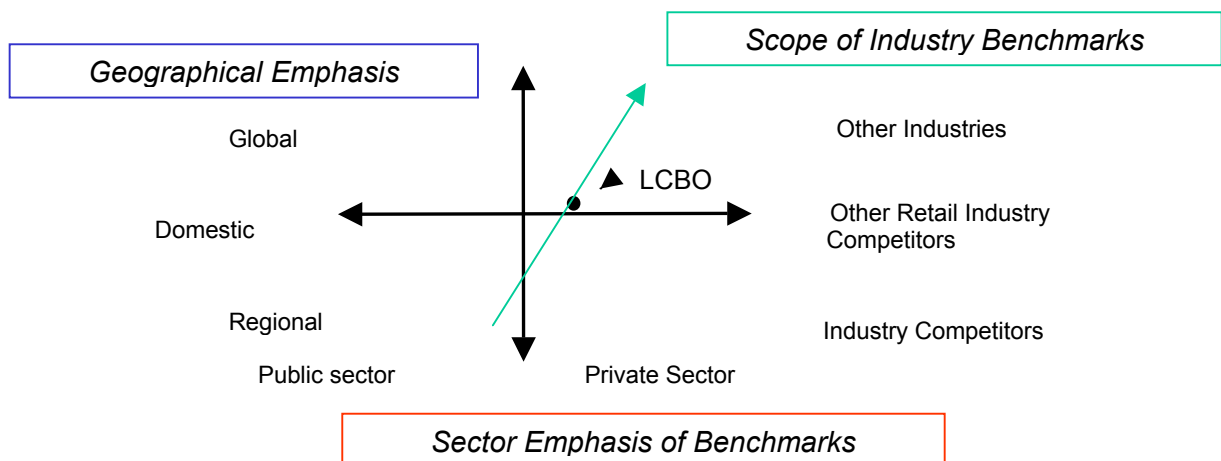 Scope of Industry Benchmarks
Geographical Emphasis
Global
Other Industries
LCBO
Domestic
Other Retail Industry
Competitors
Regional
Industry Competitors
Public sector
Private Sector
Sector Emphasis of Benchmarks